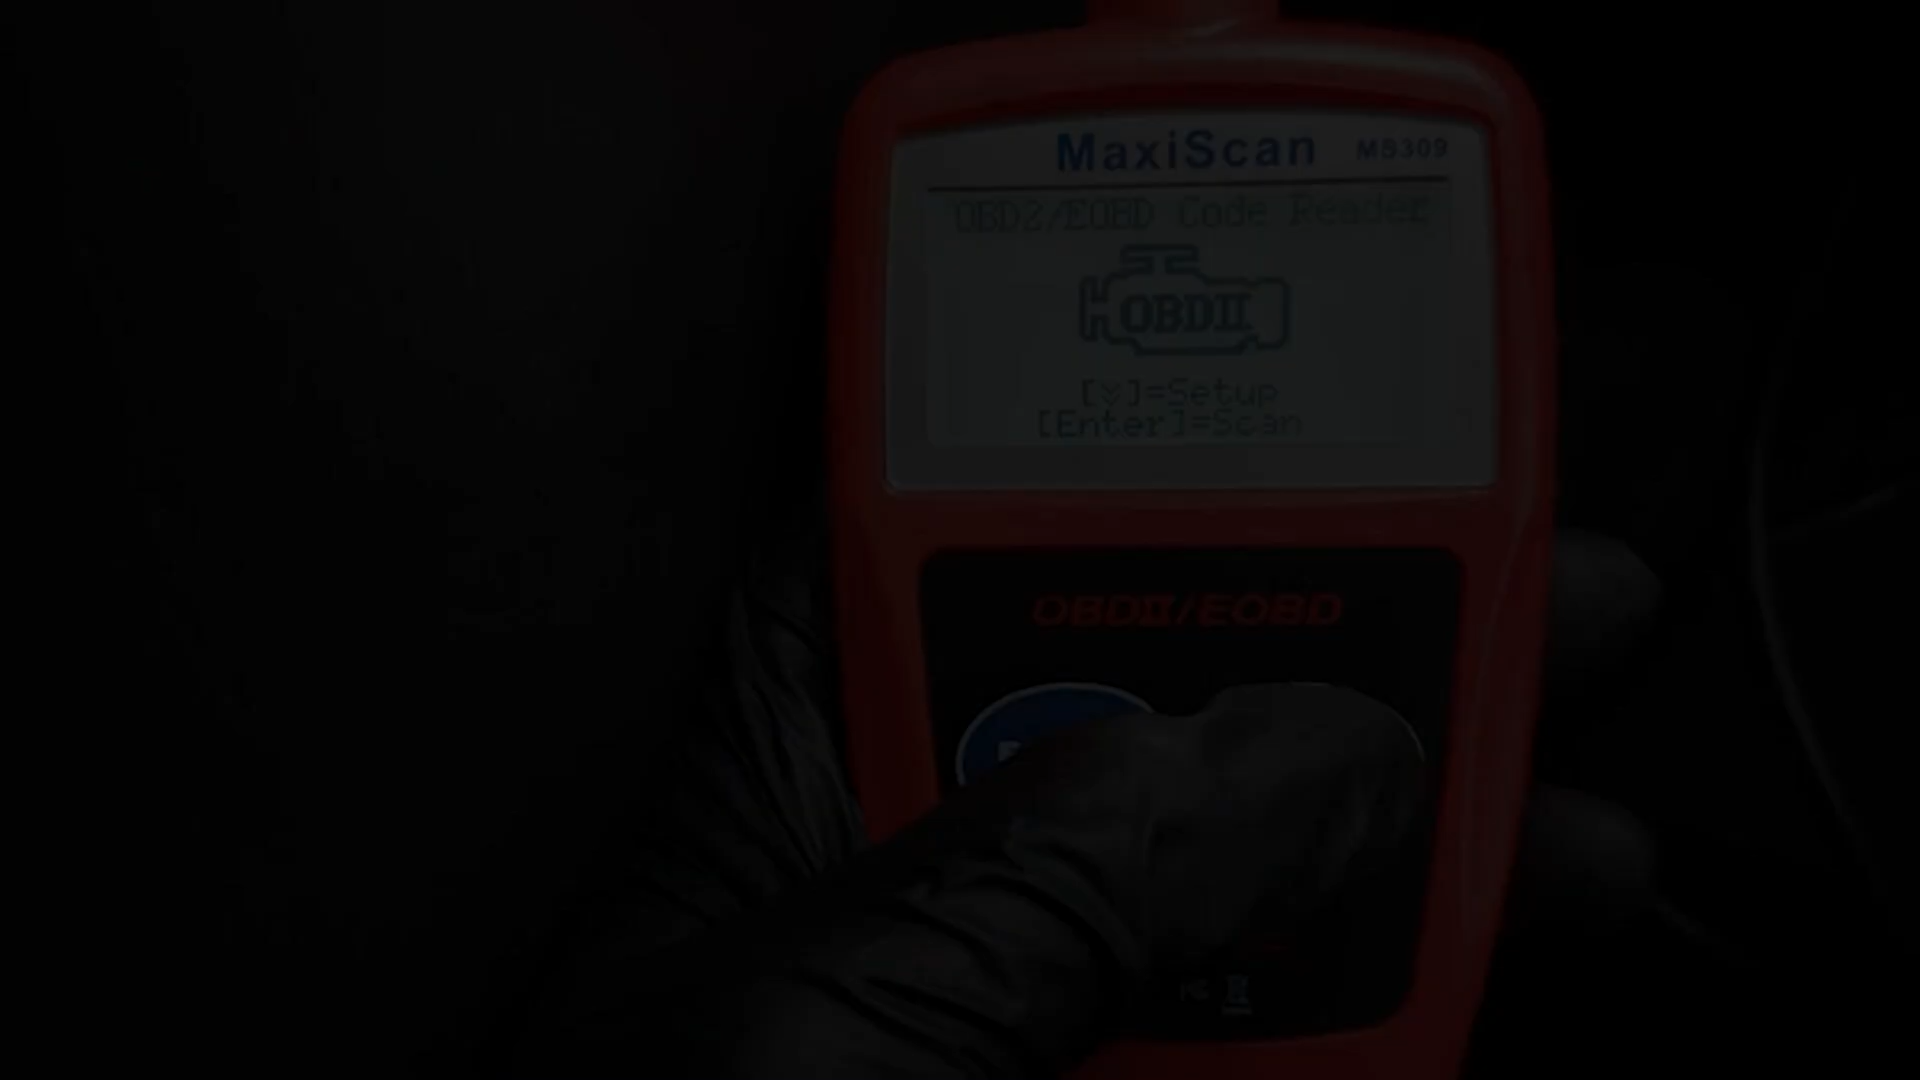 MaxiScan MS309
OBD2/EOBD Code Reader
OBDII
[ ]=Setup
[Enter]=Scan
OBDII/EOBD